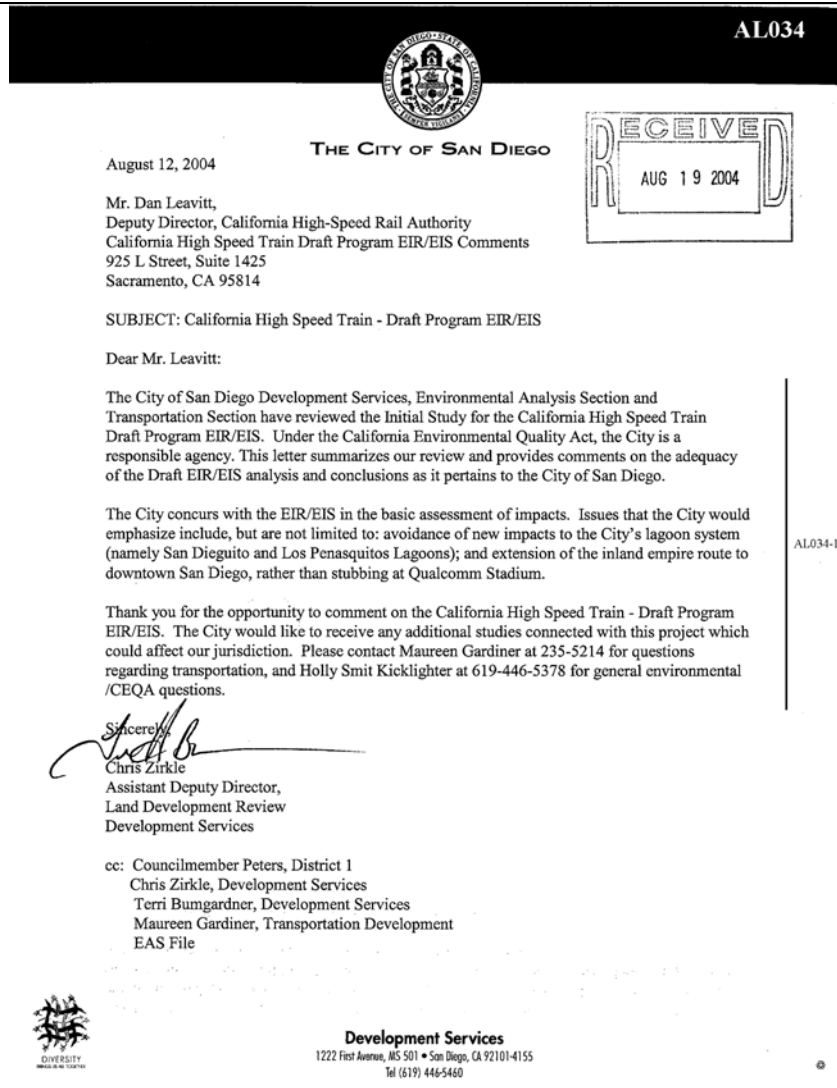 AL034
THE CITY OF SAN DIEGO · STATE OF CALIFORNIA
SEMPER VIGILANS
THE CITY OF SAN DIEGO
RECEIVED
AUG 19 2004
August 12, 2004
Mr. Dan Leavitt,
Deputy Director, California High-Speed Rail Authority
California High Speed Train Draft Program EIR/EIS Comments
925 L Street, Suite 1425
Sacramento, CA 95814
SUBJECT: California High Speed Train - Draft Program EIR/EIS
Dear Mr. Leavitt:
The City of San Diego Development Services, Environmental Analysis Section and
Transportation Section have reviewed the Initial Study for the California High Speed Train
Draft Program EIR/EIS. Under the California Environmental Quality Act, the City is a
responsible agency. This letter summarizes our review and provides comments on the adequacy
of the Draft EIR/EIS analysis and conclusions as it pertains to the City of San Diego.
The City concurs with the EIR/EIS in the basic assessment of impacts. Issues that the City would
emphasize include, but are not limited to: avoidance of new impacts to the City's lagoon system
(namely San Dieguito and Los Penasquitos Lagoons); and extension of the inland empire route to
downtown San Diego, rather than stubbing at Qualcomm Stadium.
AL034-1
Thank you for the opportunity to comment on the California High Speed Train - Draft Program
EIR/EIS. The City would like to receive any additional studies connected with this project which
could affect our jurisdiction. Please contact Maureen Gardiner at 235-5214 for questions
regarding transportation, and Holly Smit Kicklighter at 619-446-5378 for general environmental
/CEQA questions.
Sincerely,
Chris Zirkle
Assistant Deputy Director,
Land Development Review
Development Services
cc: Councilmember Peters, District 1
Chris Zirkle, Development Services
Terri Bumgardner, Development Services
Maureen Gardiner, Transportation Development
EAS File
DIVERSITY
Development Services
1222 First Avenue, MS 501 • San Diego, CA 92101-4155
Tel (619) 446-5460